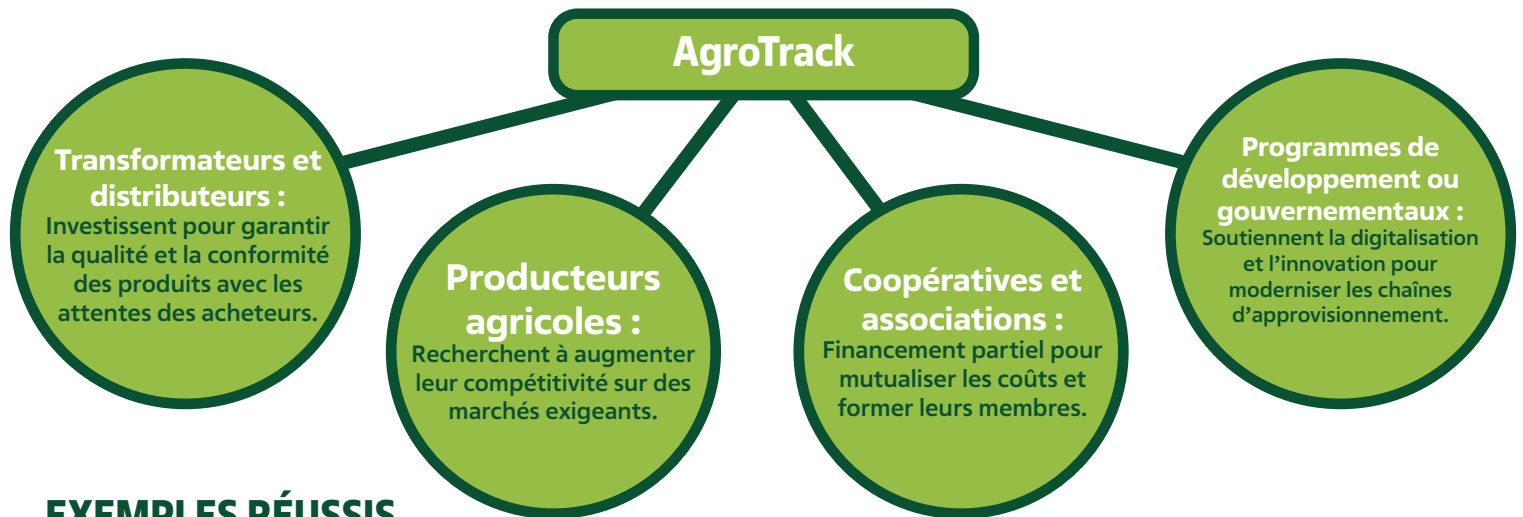 AgroTrack
Transformateurs et
distributeurs :
Investissent pour garantir
la qualité et la conformité
des produits avec les
attentes des acheteurs.
Producteurs
agricoles :
Recherchent à augmenter
leur compétitivité sur des
marchés exigeants.
Coopératives et
associations :
Financement partiel pour
mutualiser les coûts et
former leurs membres.
Programmes de
développement ou
gouvernementaux :
Soutiennent la digitalisation
et l’innovation pour
moderniser les chaînes
d’approvisionnement.
EXEMPLES RÉUSSIS